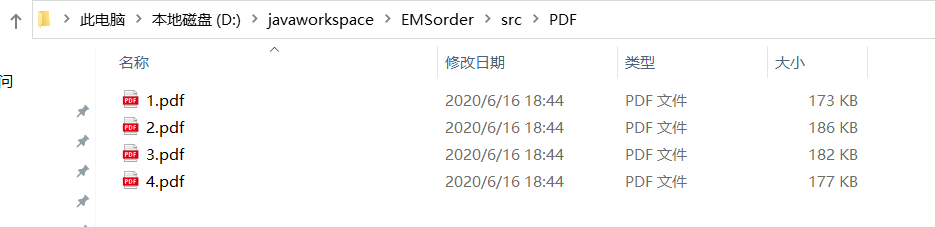 此电脑 > 本地磁盘 (D:) > javaworkspace > EMSorder > src > PDF
名称 修改日期 类型 大小
问
1.pdf 2020/6/16 18:44 PDF 文件 173 KB
2.pdf 2020/6/16 18:44 PDF 文件 186 KB
3.pdf 2020/6/16 18:44 PDF 文件 182 KB
4.pdf 2020/6/16 18:44 PDF 文件 177 KB